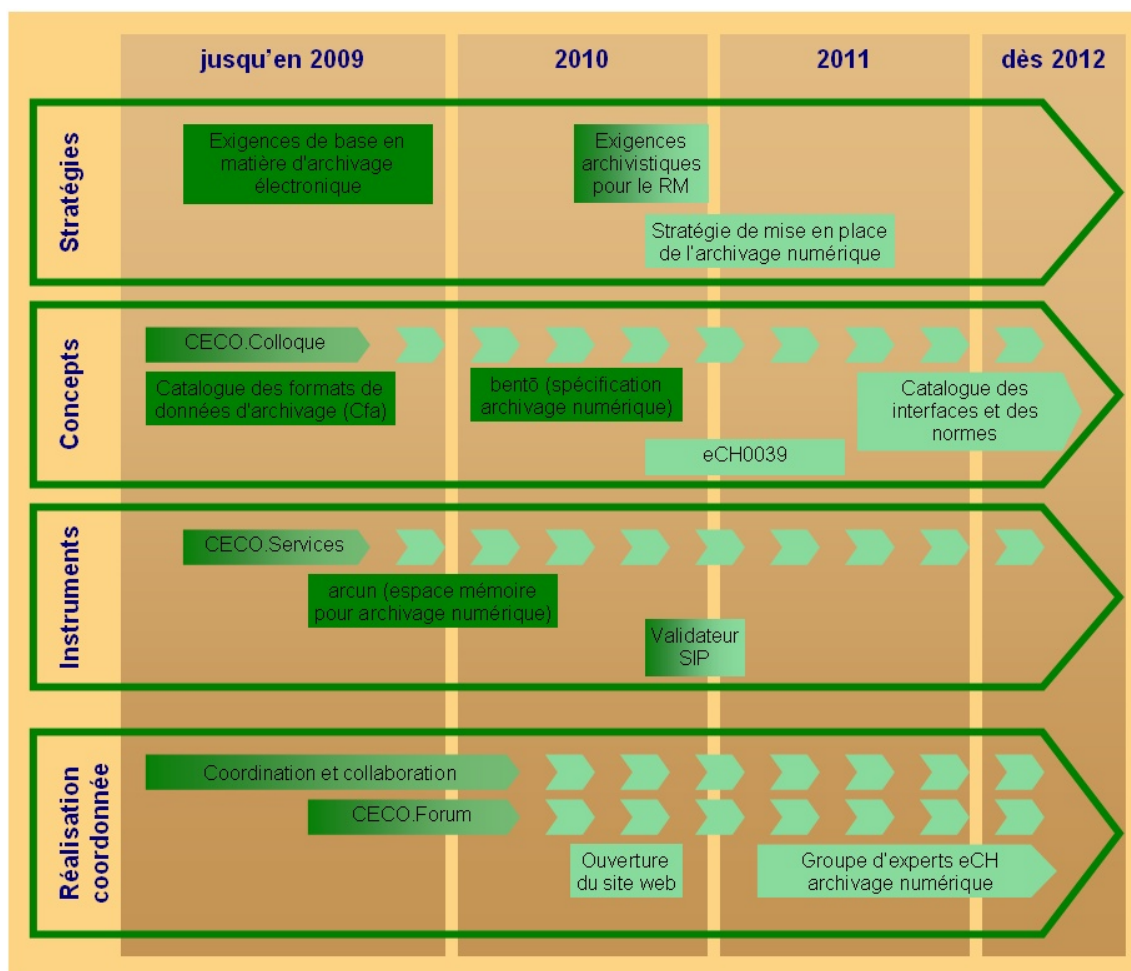 jusqu'en 2009
2010
2011
dès 2012
Stratégies
Exigences de base en
matière d'archivage
électronique
Exigences
archivistiques
pour le RM
Stratégie de mise en place
de l'archivage numérique
Concepts
CECO.Colloque
Catalogue des formats de
données d'archivage (Cfa)
bentō (spécification
archivage numérique)
eCH0039
Catalogue des
interfaces et des
normes
Instruments
CECO.Services
arcun (espace mémoire
pour archivage numérique)
Validateur
SIP
Réalisation
coordonnée
Coordination et collaboration
CECO.Forum
Ouverture
du site web
Groupe d'experts eCH
archivage numérique